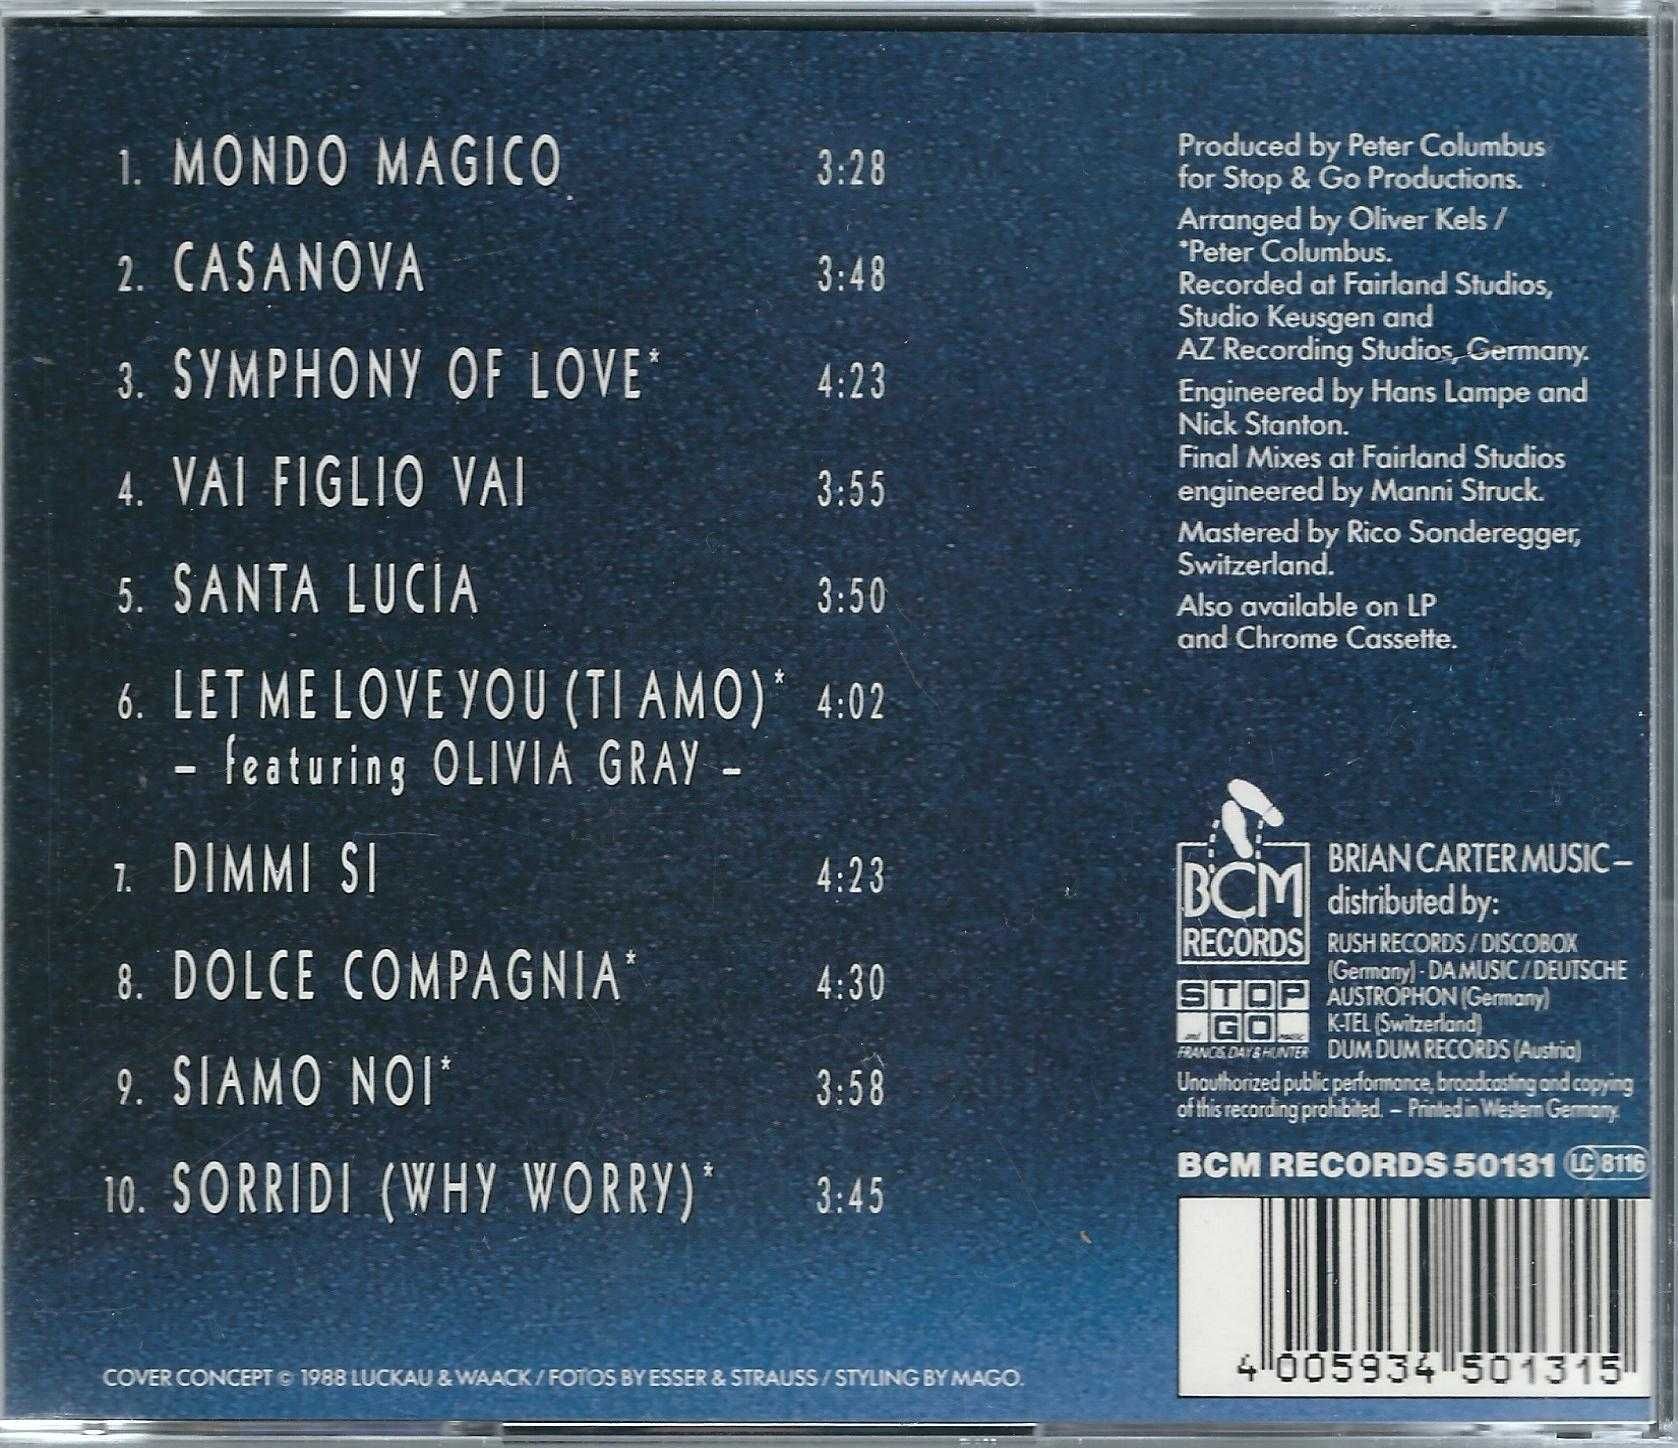 1. MONDO MAGICO 3:28
2. CASANOVA 3:48
3. SYMPHONY OF LOVE* 4:23
4. VAI FIGLIO VAI 3:55
5. SANTA LUCIA 3:50
6. LET ME LOVE YOU (TI AMO)* 4:02
– featuring OLIVIA GRAY –
7. DIMMI SI 4:23
8. DOLCE COMPAGNIA* 4:30
9. SIAMO NOI* 3:58
10. SORRIDI (WHY WORRY)* 3:45
COVER CONCEPT © 1988 LUCKAU & WAACK / FOTOS BY ESSER & STRAUSS / STYLING BY MAGO.
Produced by Peter Columbus
for Stop & Go Productions.
Arranged by Oliver Kels /
*Peter Columbus.
Recorded at Fairland Studios,
Studio Keusgen and
AZ Recording Studios, Germany.
Engineered by Hans Lampe and
Nick Stanton.
Final Mixes at Fairland Studios
engineered by Manni Struck.
Mastered by Rico Sonderegger,
Switzerland.
Also available on LP
and Chrome Cassette.
BCM
RECORDS
STOP
GO
FRANCIS, DAY & HUNTER
BRIAN CARTER MUSIC –
distributed by:
RUSH RECORDS / DISCOBOX
(Germany) - DA MUSIC / DEUTSCHE
AUSTROPHON (Germany)
K-TEL (Switzerland)
DUM DUM RECORDS (Austria)
Unauthorized public performance, broadcasting and copying
of this recording prohibited. – Printed in Western Germany.
BCM RECORDS 50131 LC 8116
4 005934 501315